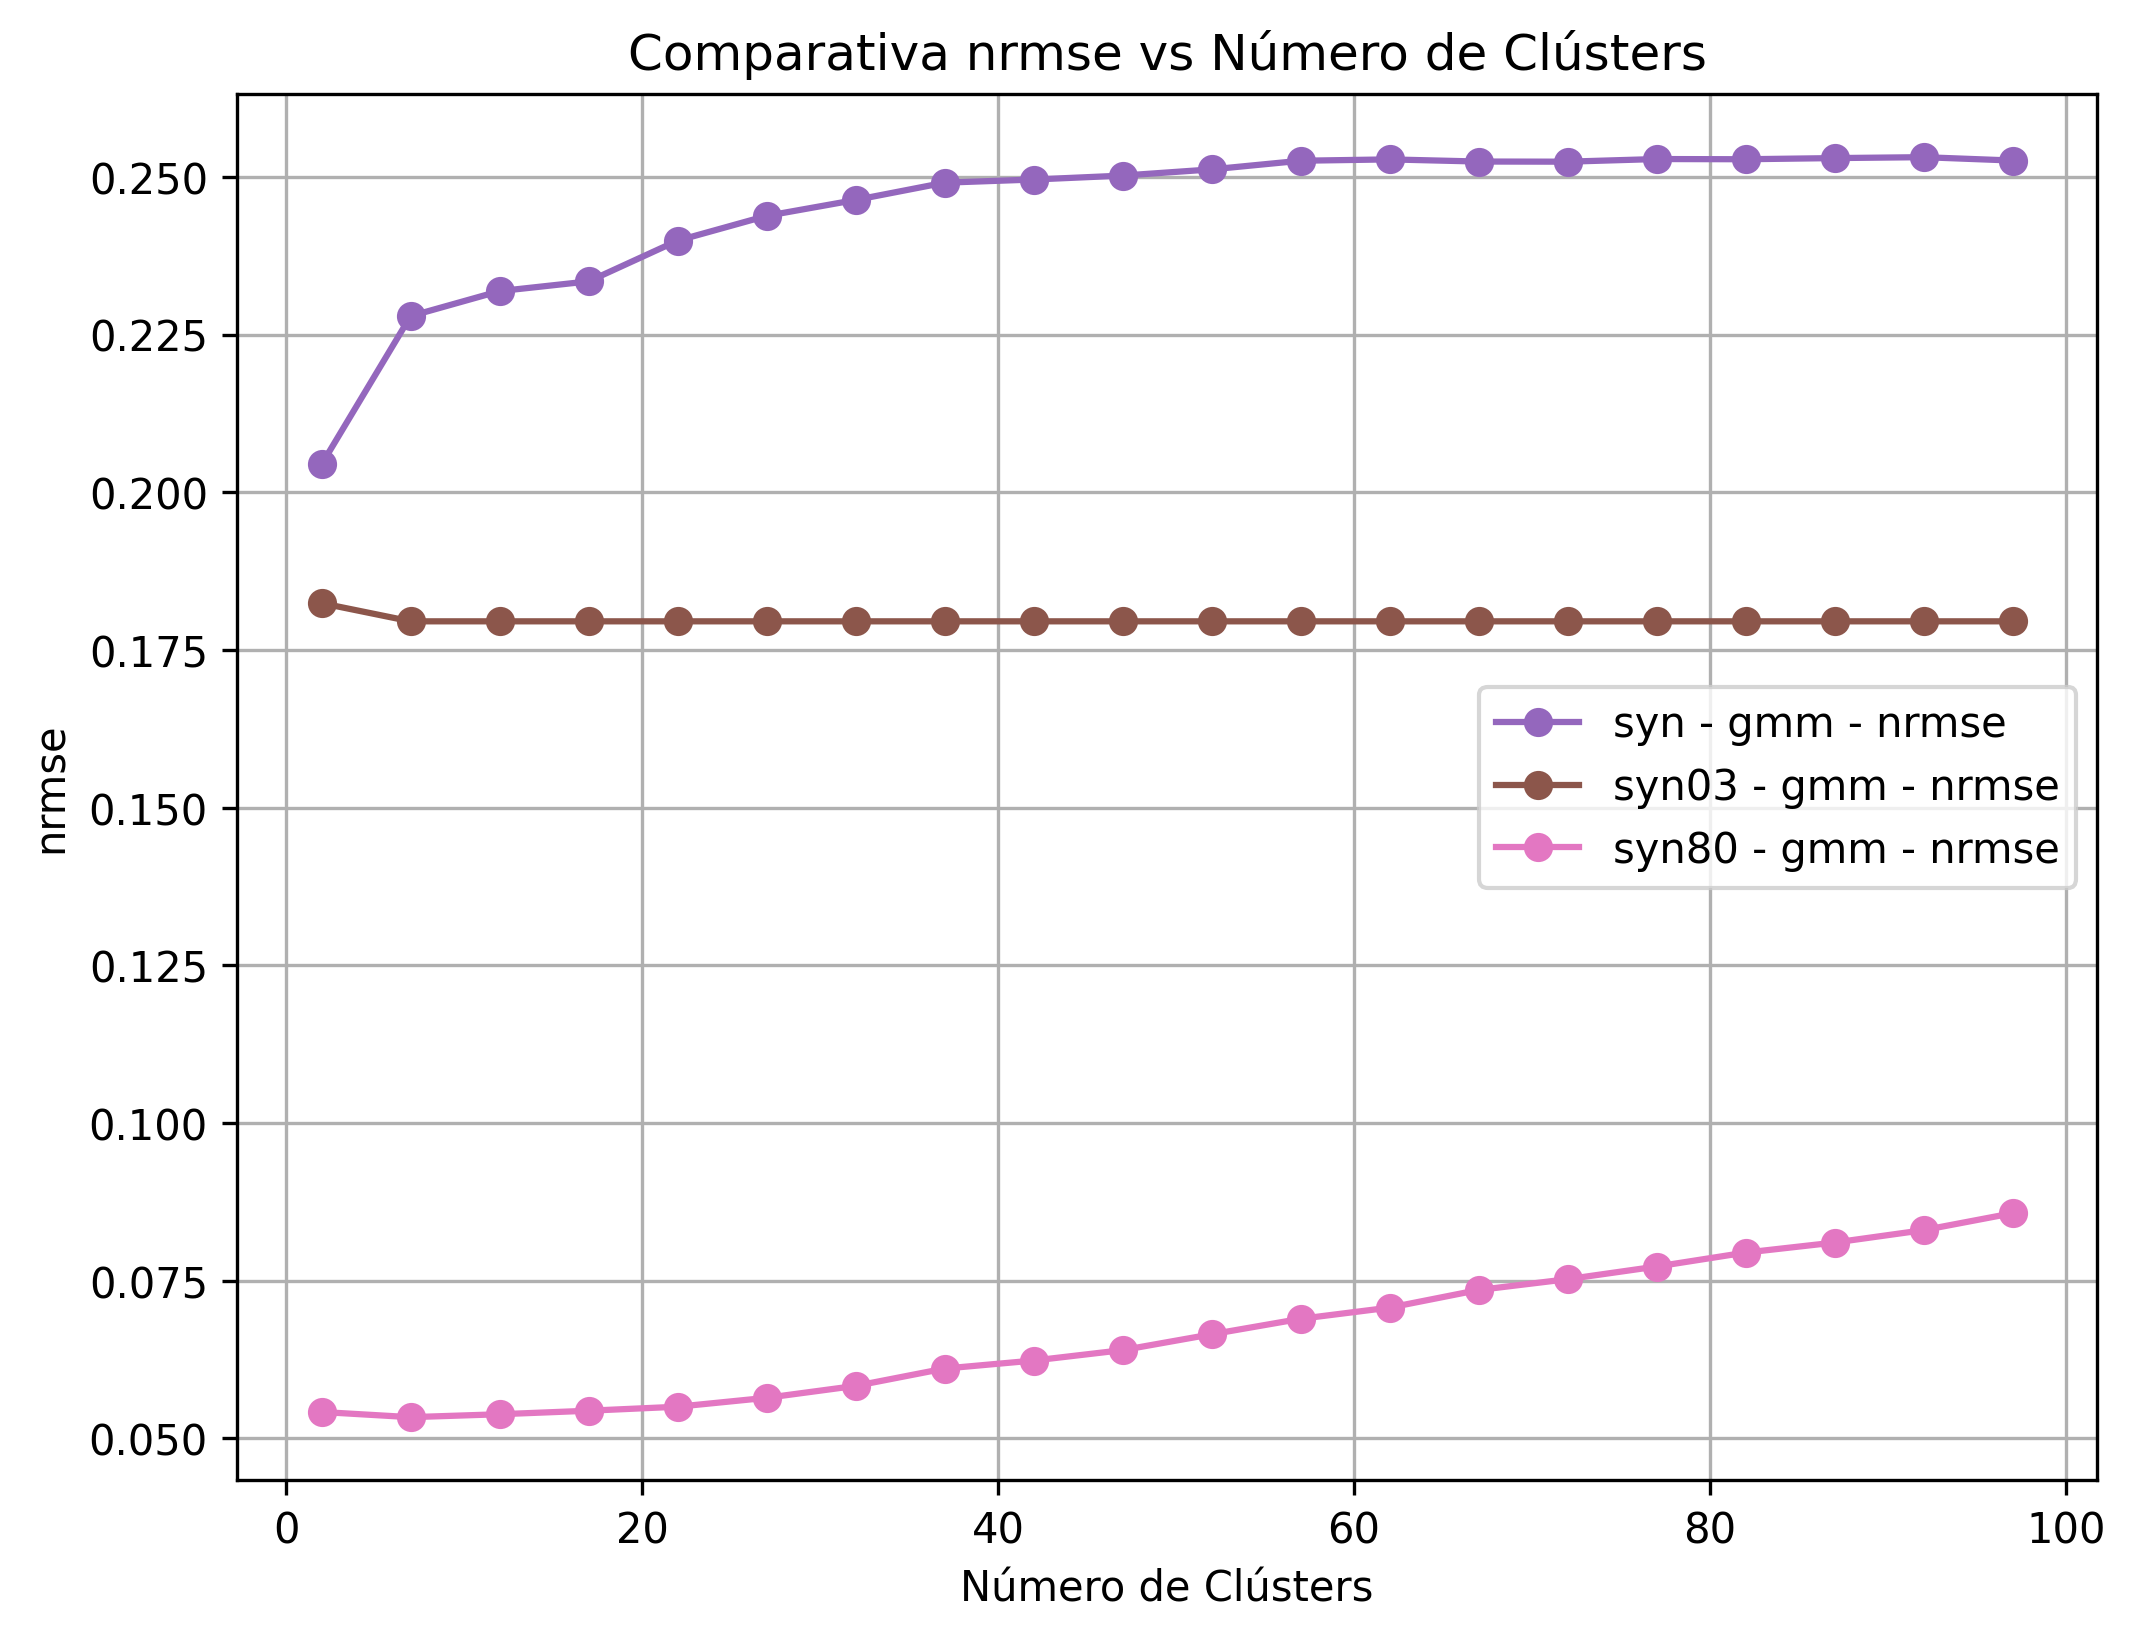 Comparativa nrmse vs Número de Clústers
0.250
0.225
0.200
0.175
0.150
0.125
0.100
0.075
0.050
nrmse
syn - gmm - nrmse
syn03 - gmm - nrmse
syn80 - gmm - nrmse
0 20 40 60 80 100
Número de Clústers